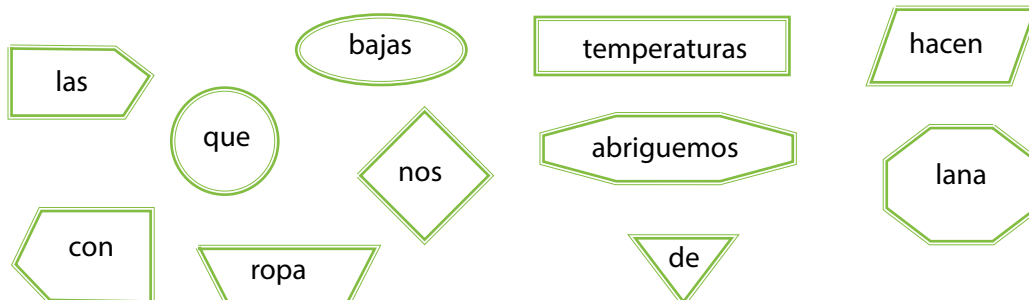 las
bajas
temperaturas
hacen
que
nos
abriguemos
lana
con
ropa
de